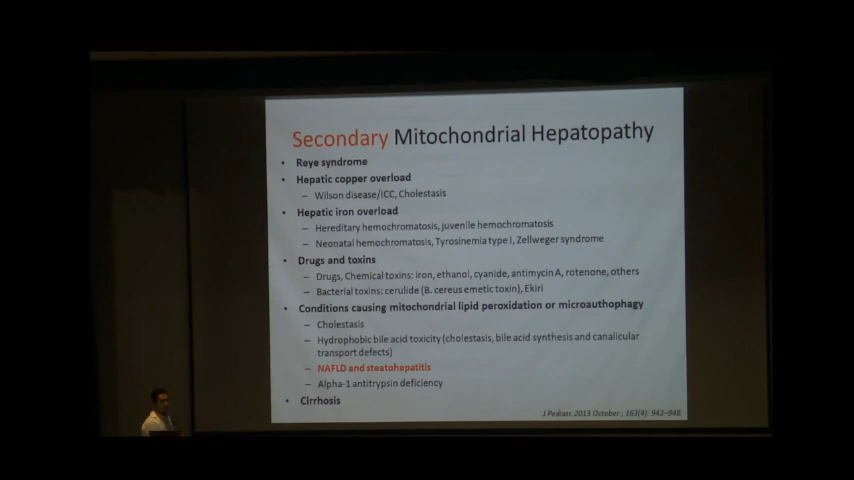 Secondary Mitochondrial Hepatopathy
• Reye syndrome
• Hepatic copper overload
– Wilson disease/ICC, Cholestasis
• Hepatic iron overload
– Hereditary hemochromatosis, juvenile hemochromatosis
– Neonatal hemochromatosis, Tyrosinemia type I, Zellweger syndrome
• Drugs and toxins
– Drugs, Chemical toxins: iron, ethanol, cyanide, antimycin A, rotenone, others
– Bacterial toxins: cerulide (B. cereus emetic toxin), Ekiri
• Conditions causing mitochondrial lipid peroxidation or microauthophagy
– Cholestasis
– Hydrophobic bile acid toxicity (cholestasis, bile acid synthesis and canalicular
transport defects)
– NAFLD and steatohepatitis
– Alpha-1 antitrypsin deficiency
• Cirrhosis
J Pediatr. 2013 October ; 163(4): 942–948.